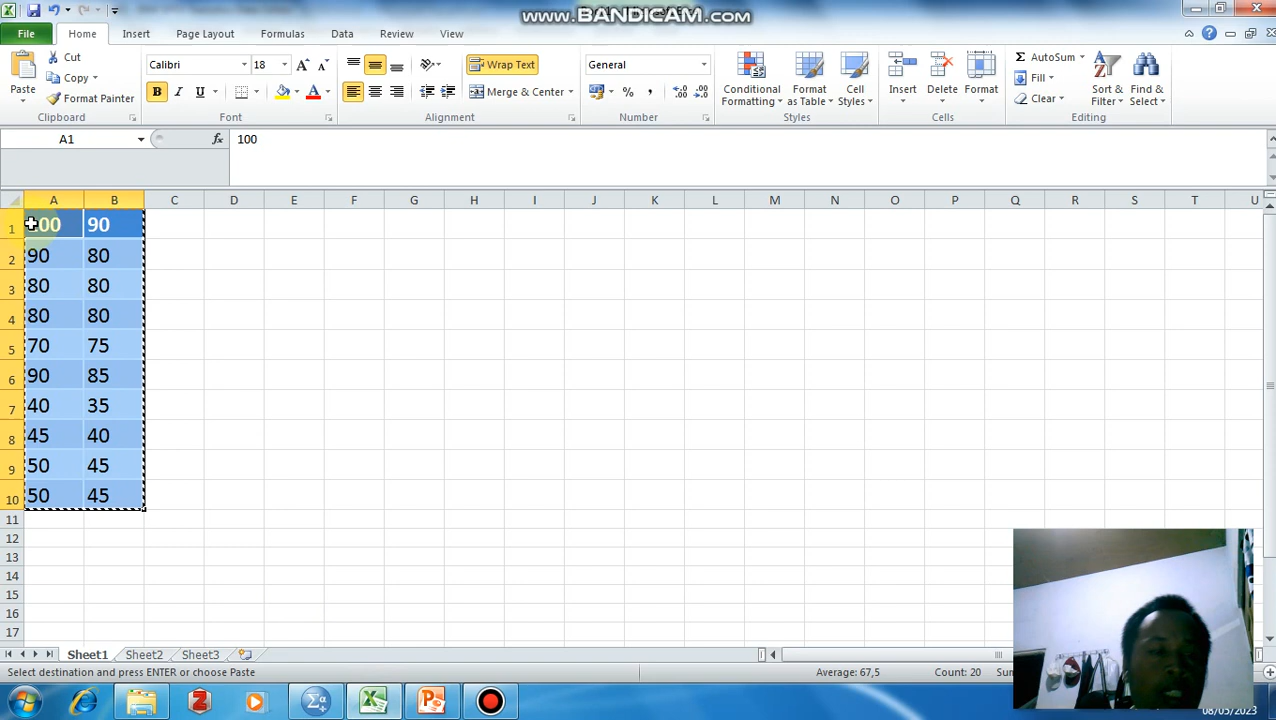 www.BANDICAM.com
File Home Insert Page Layout Formulas Data Review View
Paste Cut Copy Format Painter Clipboard
Calibri 18 A A B I U A Font
Wrap Text Merge & Center Alignment
General % , Number
Conditional Formatting Format as Table Cell Styles Styles
Insert Delete Format Cells
Σ AutoSum Fill Clear Sort & Filter Find & Select Editing
A1 fx 100
A B C D E F G H I J K L M N O P Q R S T U
1 100 90
2 90 80
3 80 80
4 80 80
5 70 75
6 90 85
7 40 35
8 45 40
9 50 45
10 50 45
11
12
13
14
15
16
17
Sheet1 Sheet2 Sheet3
Select destination and press ENTER or choose Paste Average: 67,5 Count: 20
08/05/2023